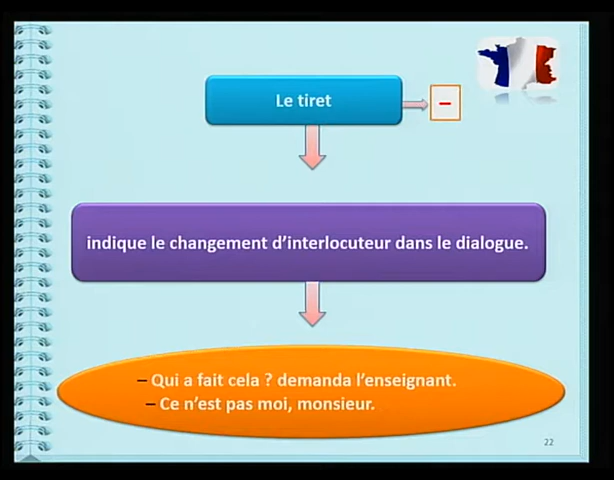 Le tiret
–
indique le changement d'interlocuteur dans le dialogue.
– Qui a fait cela ? demanda l'enseignant.
– Ce n'est pas moi, monsieur.
22